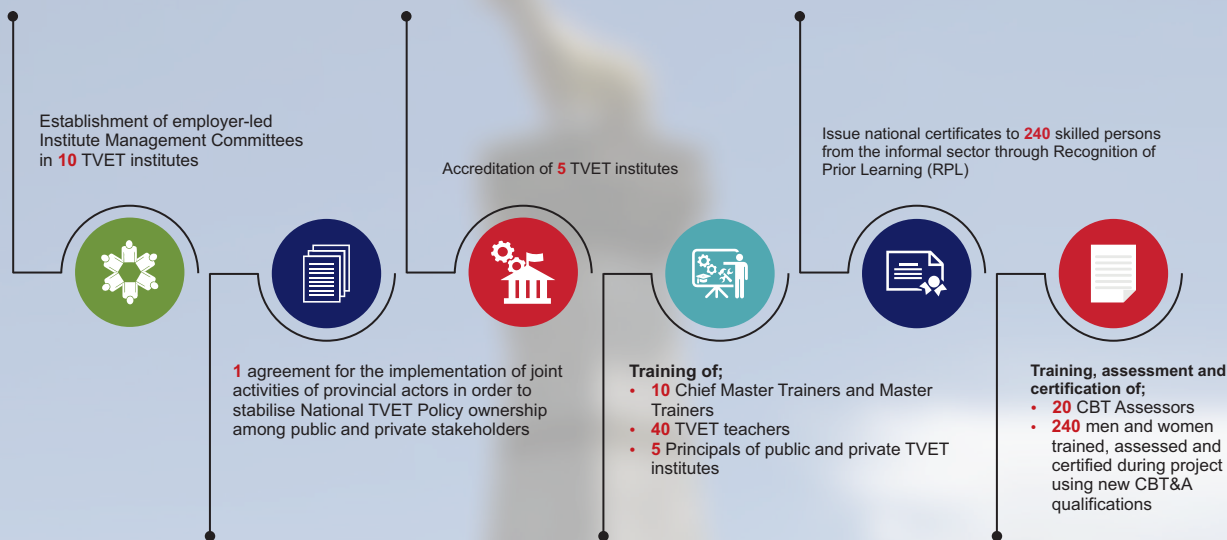 Establishment of employer-led
Institute Management Committees
in 10 TVET institutes
1 agreement for the implementation of joint
activities of provincial actors in order to
stabilise National TVET Policy ownership
among public and private stakeholders
Accreditation of 5 TVET institutes
Training of;
• 10 Chief Master Trainers and Master
Trainers
• 40 TVET teachers
• 5 Principals of public and private TVET
institutes
Issue national certificates to 240 skilled persons
from the informal sector through Recognition of
Prior Learning (RPL)
Training, assessment and
certification of;
• 20 CBT Assessors
• 240 men and women
trained, assessed and
certified during project
using new CBT&A
qualifications